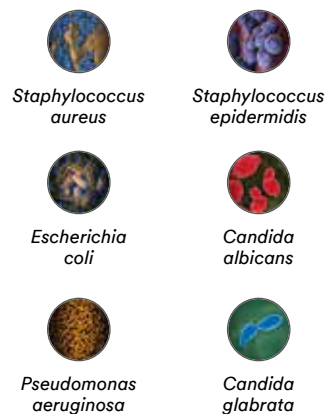 Staphylococcus
aureus
Staphylococcus
epidermidis
Escherichia
coli
Candida
albicans
Pseudomonas
aeruginosa
Candida
glabrata